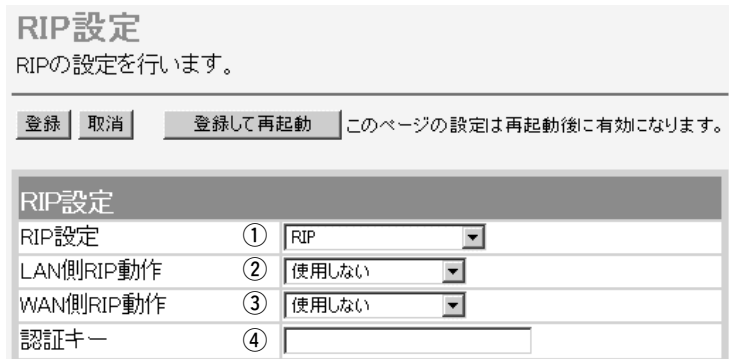 RIP設定
RIPの設定を行います。
登録 取消 登録して再起動 このページの設定は再起動後に有効になります。
RIP設定
RIP設定 ① RIP
LAN側RIP動作 ② 使用しない
WAN側RIP動作 ③ 使用しない
認証キー ④